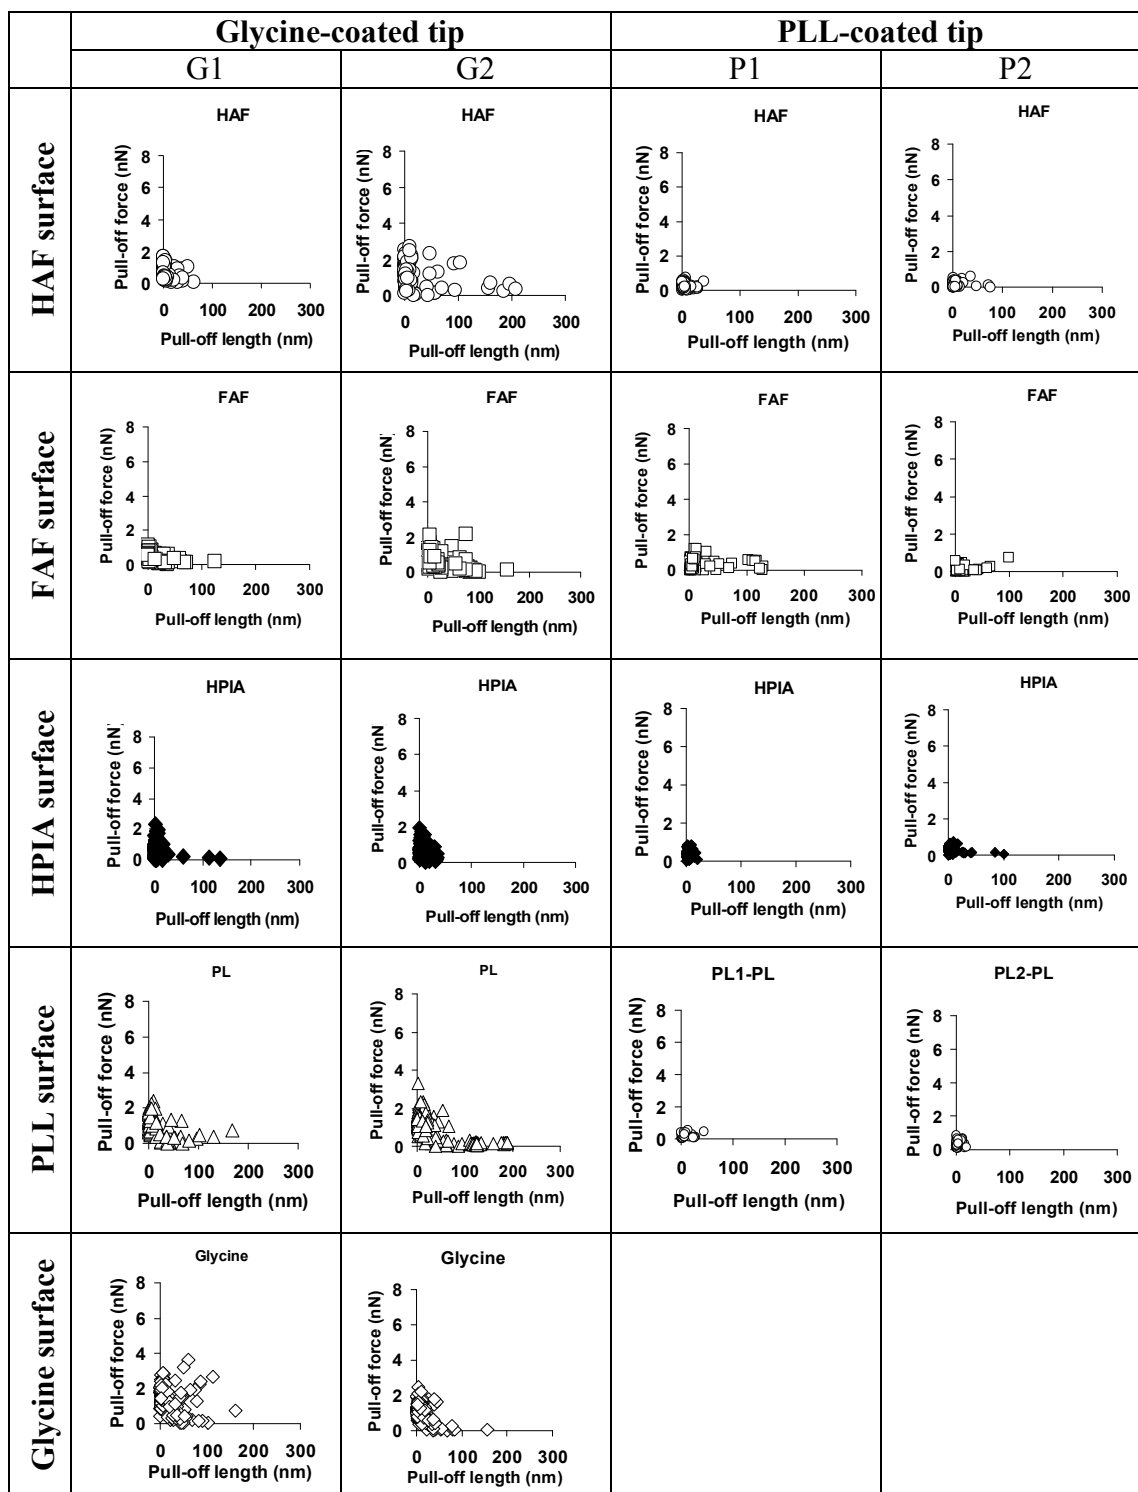 Glycine-coated tip PLL-coated tip
G1 G2 P1 P2
HAF surface
HAF
Pull-off force (nN)
8
6
4
2
0
0 100 200 300
Pull-off length (nm)
HAF
Pull-off force (nN)
8
6
4
2
0
0 100 200 300
Pull-off length (nm)
HAF
Pull-off force (nN)
8
6
4
2
0
0 100 200 300
Pull-off length (nm)
HAF
Pull-off force (nN)
8
6
4
2
0
0 100 200 300
Pull-off length (nm)
FAF surface
FAF
Pull-off force (nN)
8
6
4
2
0
0 100 200 300
Pull-off length (nm)
FAF
Pull-off force (nN)
8
6
4
2
0
0 100 200 300
Pull-off length (nm)
FAF
Pull-off force (nN)
8
6
4
2
0
0 100 200 300
Pull-off length (nm)
FAF
Pull-off force (nN)
8
6
4
2
0
0 100 200 300
Pull-off length (nm)
HPIA surface
HPIA
Pull-off force (nN)
8
6
4
2
0
0 100 200 300
Pull-off length (nm)
HPIA
Pull-off force (nN
8
6
4
2
0
0 100 200 300
Pull-off length (nm)
HPIA
Pull-off force (nN)
8
6
4
2
0
0 100 200 300
Pull-off length (nm)
HPIA
Pull-off force (nN)
8
6
4
2
0
0 100 200 300
Pull-off length (nm)
PLL surface
PL
Pull-off force (nN)
8
6
4
2
0
0 100 200 300
Pull-off length (nm)
PL
Pull-off force (nN)
8
6
4
2
0
0 100 200 300
Pull-off length (nm)
PL1-PL
Pull-off force (nN)
8
6
4
2
0
0 100 200 300
Pull-off length (nm)
PL2-PL
Pull-off force (nN)
8
6
4
2
0
0 100 200 300
Pull-off length (nm)
Glycine surface
Glycine
Pull-off force (nN)
8
6
4
2
0
0 100 200 300
Pull-off length (nm)
Glycine
Pull-off force (nN)
8
6
4
2
0
0 100 200 300
Pull-off length (nm)